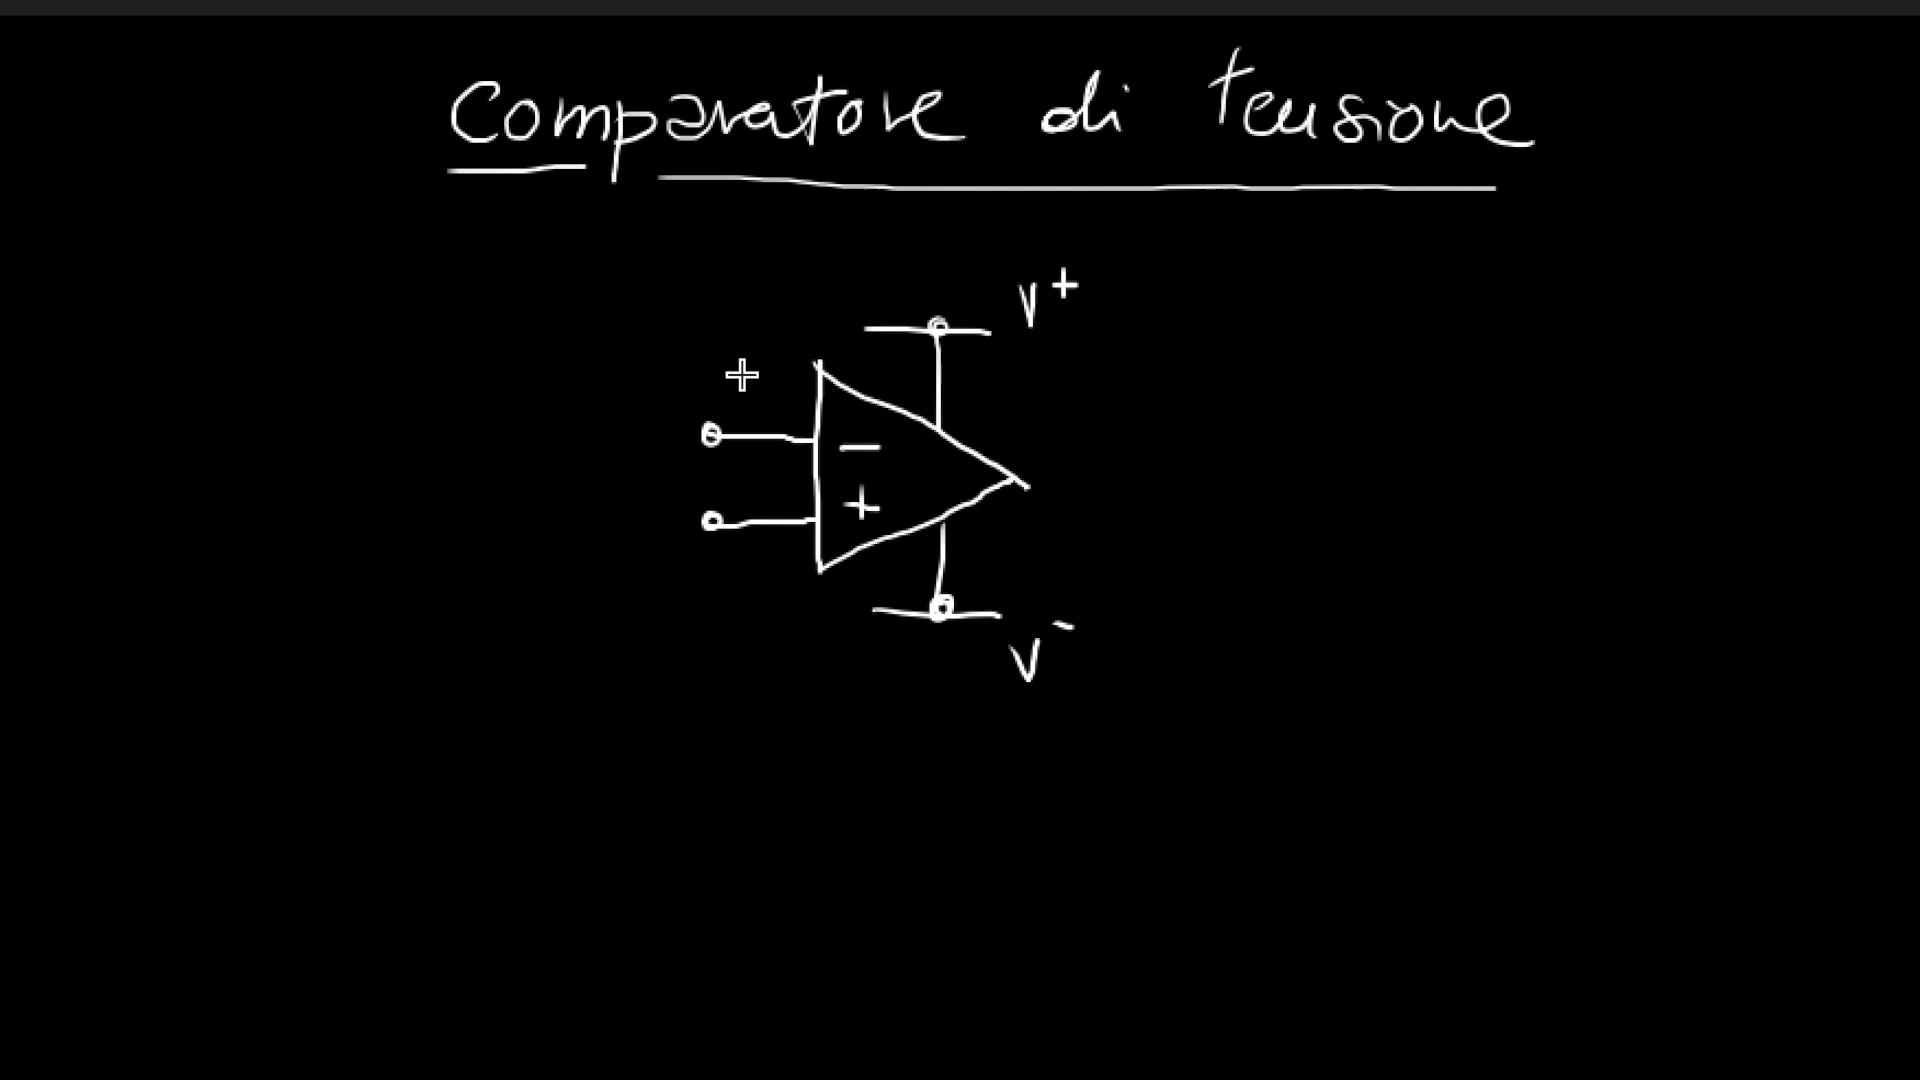 Comparatore di tensione
V+
-
+
V-